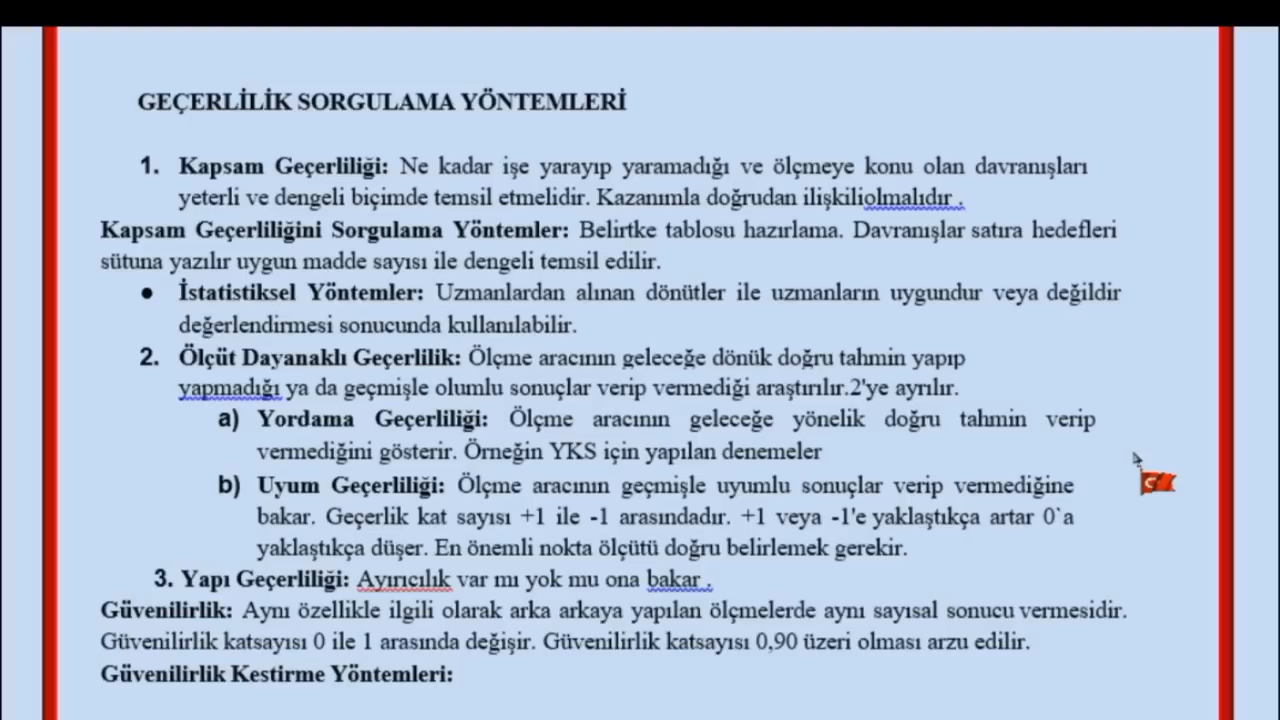 GEÇERLİLİK SORGULAMA YÖNTEMLERİ
1. Kapsam Geçerliliği: Ne kadar işe yarayıp yaramadığı ve ölçmeye konu olan davranışları
yeterli ve dengeli biçimde temsil etmelidir. Kazanımla doğrudan ilişkiliolmalıdır .
Kapsam Geçerliliğini Sorgulama Yöntemler: Belirtke tablosu hazırlama. Davranışlar satıra hedefleri
sütuna yazılır uygun madde sayısı ile dengeli temsil edilir.
● İstatistiksel Yöntemler: Uzmanlardan alınan dönütler ile uzmanların uygundur veya değildir
değerlendirmesi sonucunda kullanılabilir.
2. Ölçüt Dayanaklı Geçerlilik: Ölçme aracının geleceğe dönük doğru tahmin yapıp
yapmadığı ya da geçmişle olumlu sonuçlar verip vermediği araştırılır.2'ye ayrılır.
a) Yordama Geçerliliği: Ölçme aracının geleceğe yönelik doğru tahmin verip
vermediğini gösterir. Örneğin YKS için yapılan denemeler
b) Uyum Geçerliliği: Ölçme aracının geçmişle uyumlu sonuçlar verip vermediğine
bakar. Geçerlik kat sayısı +1 ile -1 arasındadır. +1 veya -1'e yaklaştıkça artar 0`a
yaklaştıkça düşer. En önemli nokta ölçütü doğru belirlemek gerekir.
3. Yapı Geçerliliği: Ayırıcılık var mı yok mu ona bakar .
Güvenilirlik: Aynı özellikle ilgili olarak arka arkaya yapılan ölçmelerde aynı sayısal sonucu vermesidir.
Güvenilirlik katsayısı 0 ile 1 arasında değişir. Güvenilirlik katsayısı 0,90 üzeri olması arzu edilir.
Güvenilirlik Kestirme Yöntemleri: